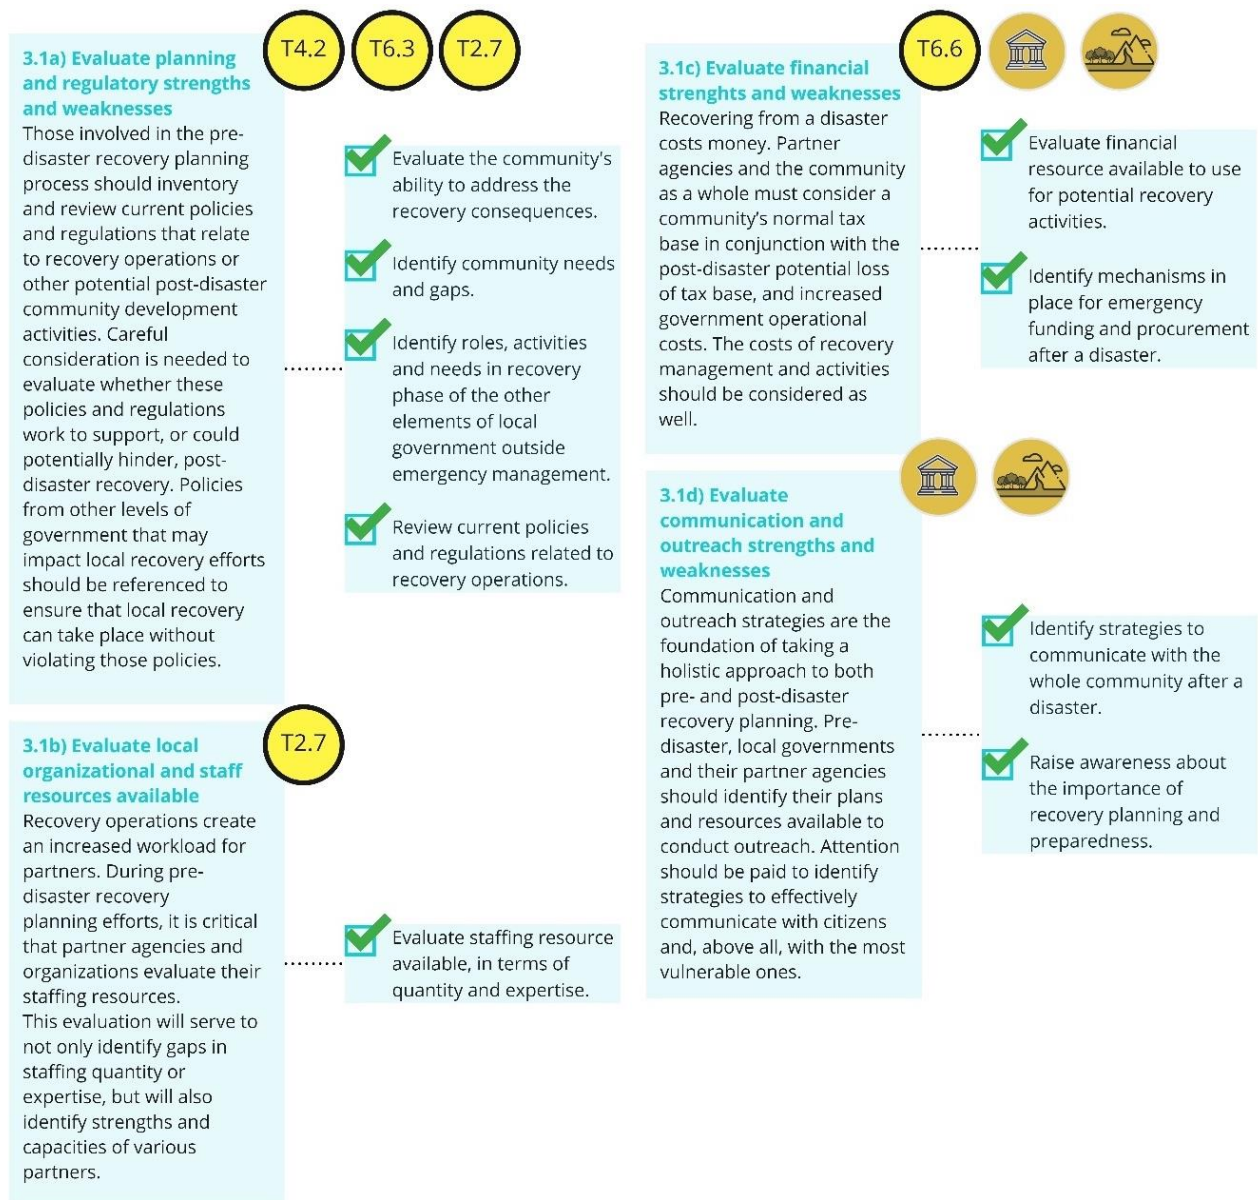 T4.2
T6.3
T2.7
3.1a) Evaluate planning
and regulatory strengths
and weaknesses
Those involved in the pre-
disaster recovery planning
process should inventory
and review current policies
and regulations that relate
to recovery operations or
other potential post-disaster
community development
activities. Careful
consideration is needed to
evaluate whether these
policies and regulations
work to support, or could
potentially hinder, post-
disaster recovery. Policies
from other levels of
government that may
impact local recovery efforts
should be referenced to
ensure that local recovery
can take place without
violating those policies.
Evaluate the community's
ability to address the
recovery consequences.
Identify community needs
and gaps.
Identify roles, activities
and needs in recovery
phase of the other
elements of local
government outside
emergency management.
Review current policies
and regulations related to
recovery operations.
T2.7
3.1b) Evaluate local
organizational and staff
resources available
Recovery operations create
an increased workload for
partners. During pre-
disaster recovery
planning efforts, it is critical
that partner agencies and
organizations evaluate their
staffing resources.
This evaluation will serve to
not only identify gaps in
staffing quantity or
expertise, but will also
identify strengths and
capacities of various
partners.
Evaluate staffing resource
available, in terms of
quantity and expertise.
T6.6
3.1c) Evaluate financial
strenghts and weaknesses
Recovering from a disaster
costs money. Partner
agencies and the community
as a whole must consider a
community's normal tax
base in conjunction with the
post-disaster potential loss
of tax base, and increased
government operational
costs. The costs of recovery
management and activities
should be considered as
well.
Evaluate financial
resource available to use
for potential recovery
activities.
Identify mechanisms in
place for emergency
funding and procurement
after a disaster.
3.1d) Evaluate
communication and
outreach strengths and
weaknesses
Communication and
outreach strategies are the
foundation of taking a
holistic approach to both
pre- and post-disaster
recovery planning. Pre-
disaster, local governments
and their partner agencies
should identify their plans
and resources available to
conduct outreach. Attention
should be paid to identify
strategies to effectively
communicate with citizens
and, above all, with the most
vulnerable ones.
Identify strategies to
communicate with the
whole community after a
disaster.
Raise awareness about
the importance of
recovery planning and
preparedness.